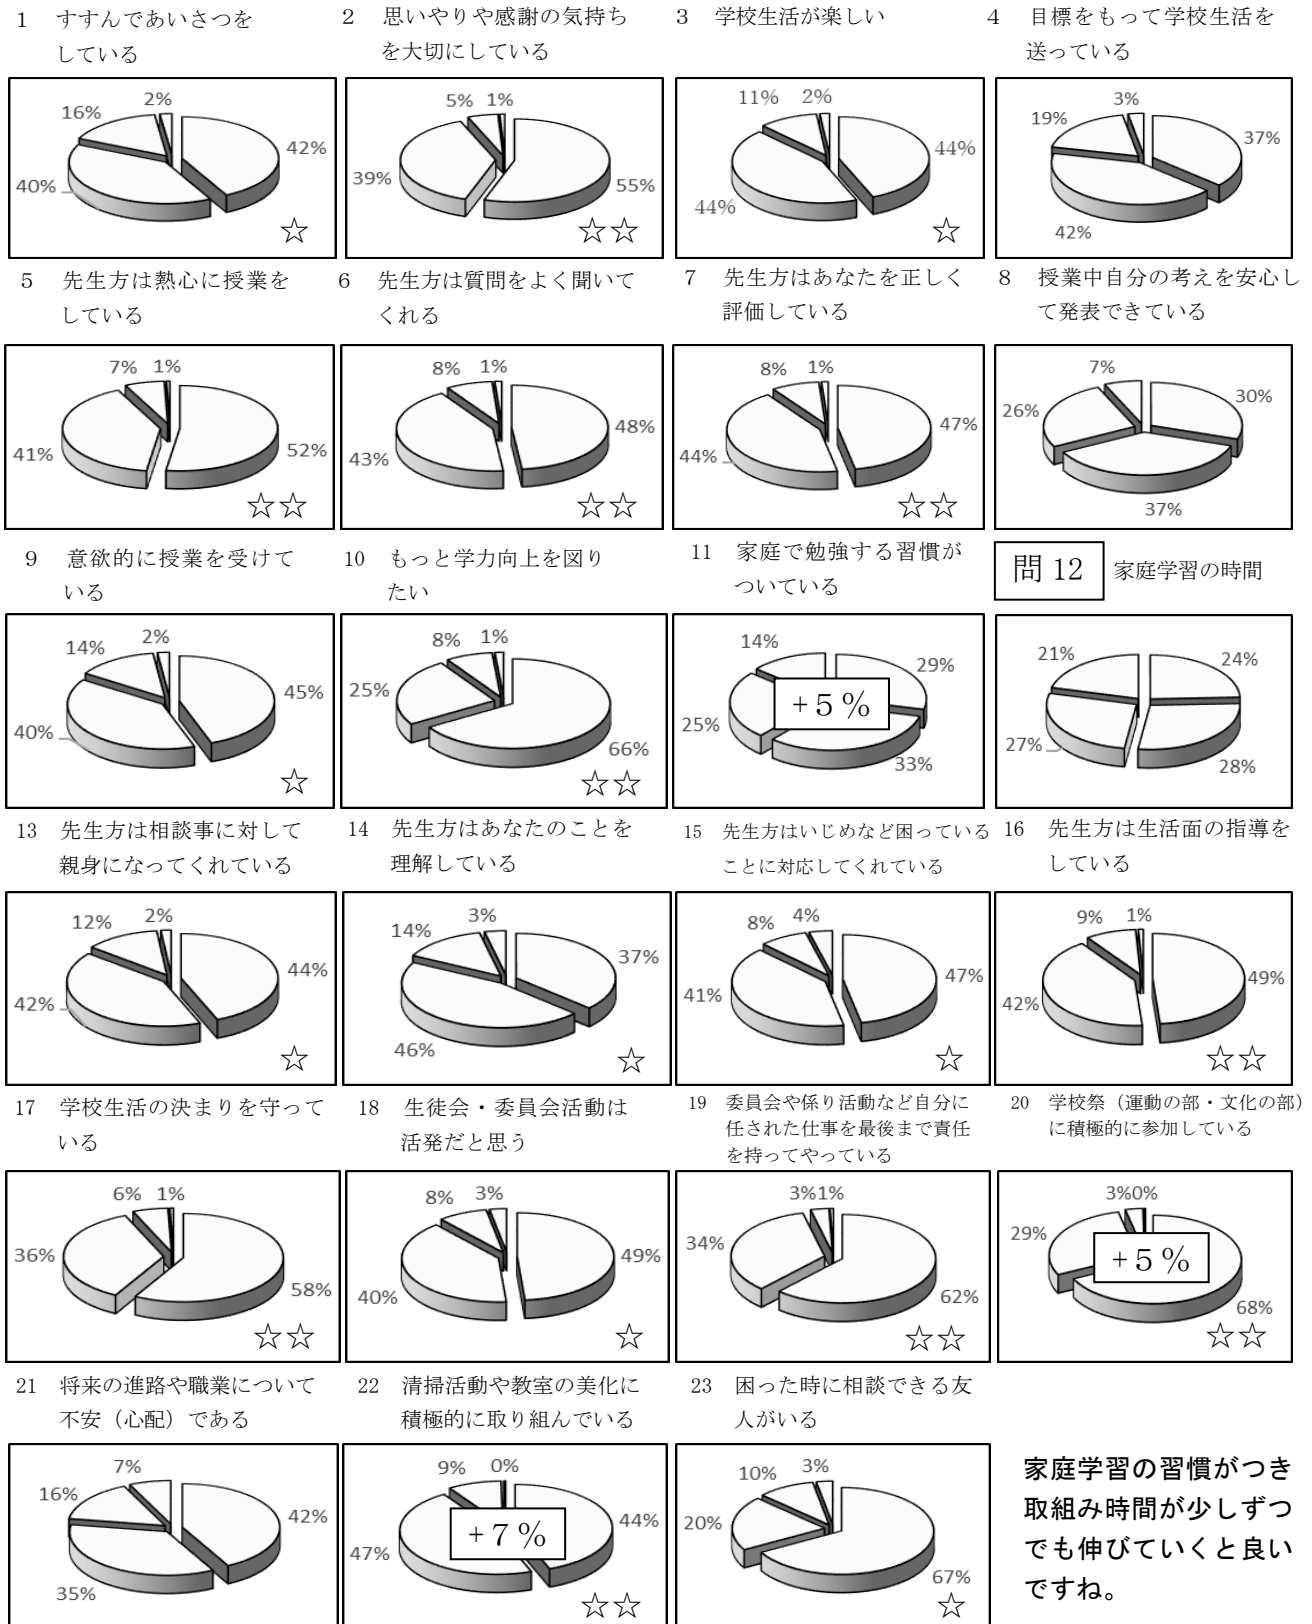 1 すすんであいさつを
している
2 思いやりや感謝の気持ち
を大切にしている
3 学校生活が楽しい
4 目標をもって学校生活を
送っている
2%
16%
42%
40%
☆
5% 1%
39%
55%
☆☆
11% 2%
44%
44%
☆
3%
19%
37%
42%
5 先生方は熱心に授業を
している
6 先生方は質問をよく聞いて
くれる
7 先生方はあなたを正しく
評価している
8 授業中自分の考えを安心し
て発表できている
7% 1%
41%
52%
☆☆
8% 1%
48%
43%
☆☆
8% 1%
47%
44%
☆☆
7%
30%
26%
37%
9 意欲的に授業を受けて
いる
10 もっと学力向上を図り
たい
11 家庭で勉強する習慣が
ついている
問 12 家庭学習の時間
2%
14%
45%
40%
☆
8% 1%
25%
66%
☆☆
14%
29%
+5%
25%
33%
21%
24%
27%
28%
13 先生方は相談事に対して
親身になってくれている
14 先生方はあなたのことを
理解している
15 先生方はいじめなど困っている
ことに対応してくれている
16 先生方は生活面の指導を
している
12% 2%
44%
42%
☆
3%
14%
37%
46%
☆
8% 4%
47%
41%
☆
9% 1%
49%
42%
☆☆
17 学校生活の決まりを守って
いる
18 生徒会・委員会活動は
活発だと思う
19 委員会や係り活動など自分に
任された仕事を最後まで責任
を持ってやっている
20 学校祭（運動の部・文化の部）
に積極的に参加している
6% 1%
36%
58%
☆☆
8% 3%
49%
40%
☆
3%1%
34%
62%
☆☆
3%0%
29%
+5%
68%
☆☆
21 将来の進路や職業について
不安（心配）である
22 清掃活動や教室の美化に
積極的に取り組んでいる
23 困った時に相談できる友
人がいる
7%
16%
42%
35%
9% 0%
+7%
44%
47%
☆☆
10% 3%
20%
67%
☆
家庭学習の習慣がつき
取組み時間が少しずつ
でも伸びていくと良い
ですね。